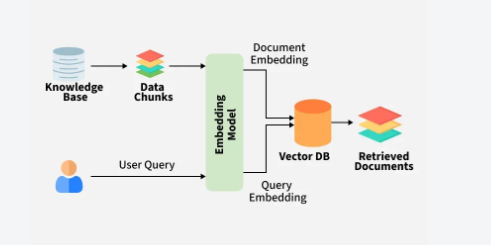 Document
Embedding
Knowledge
Base
Data
Chunks
Embedding
Model
User Query
Vector DB
Retrieved
Documents
Query
Embedding